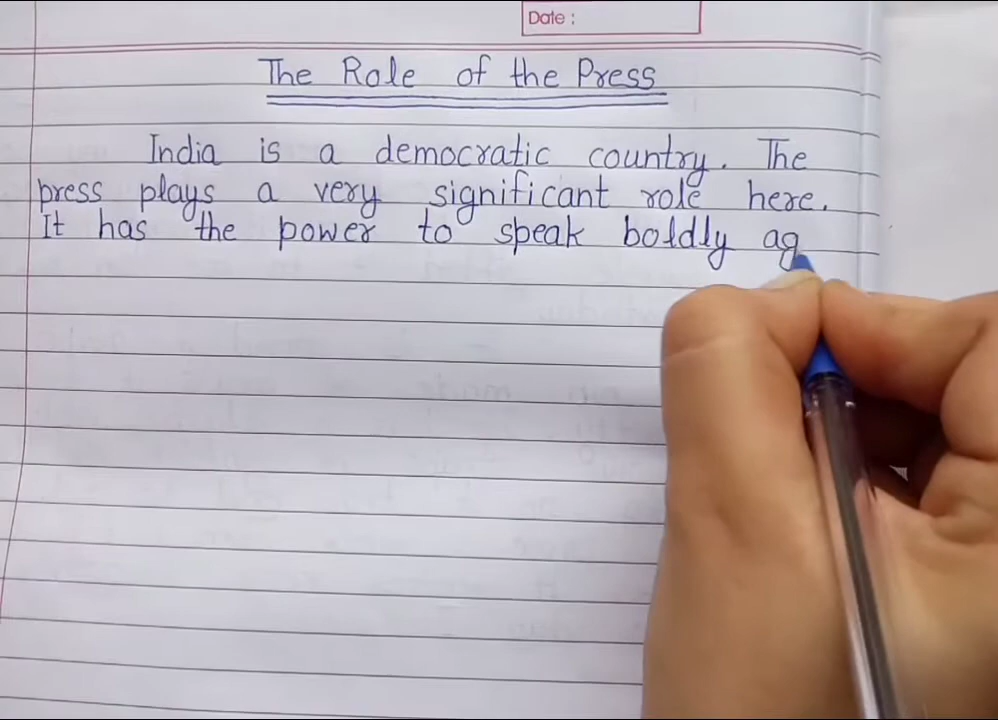 Date :
The Role of the Press
India is a democratic country. The
press plays a very significant role here.
It has the power to speak boldly ag